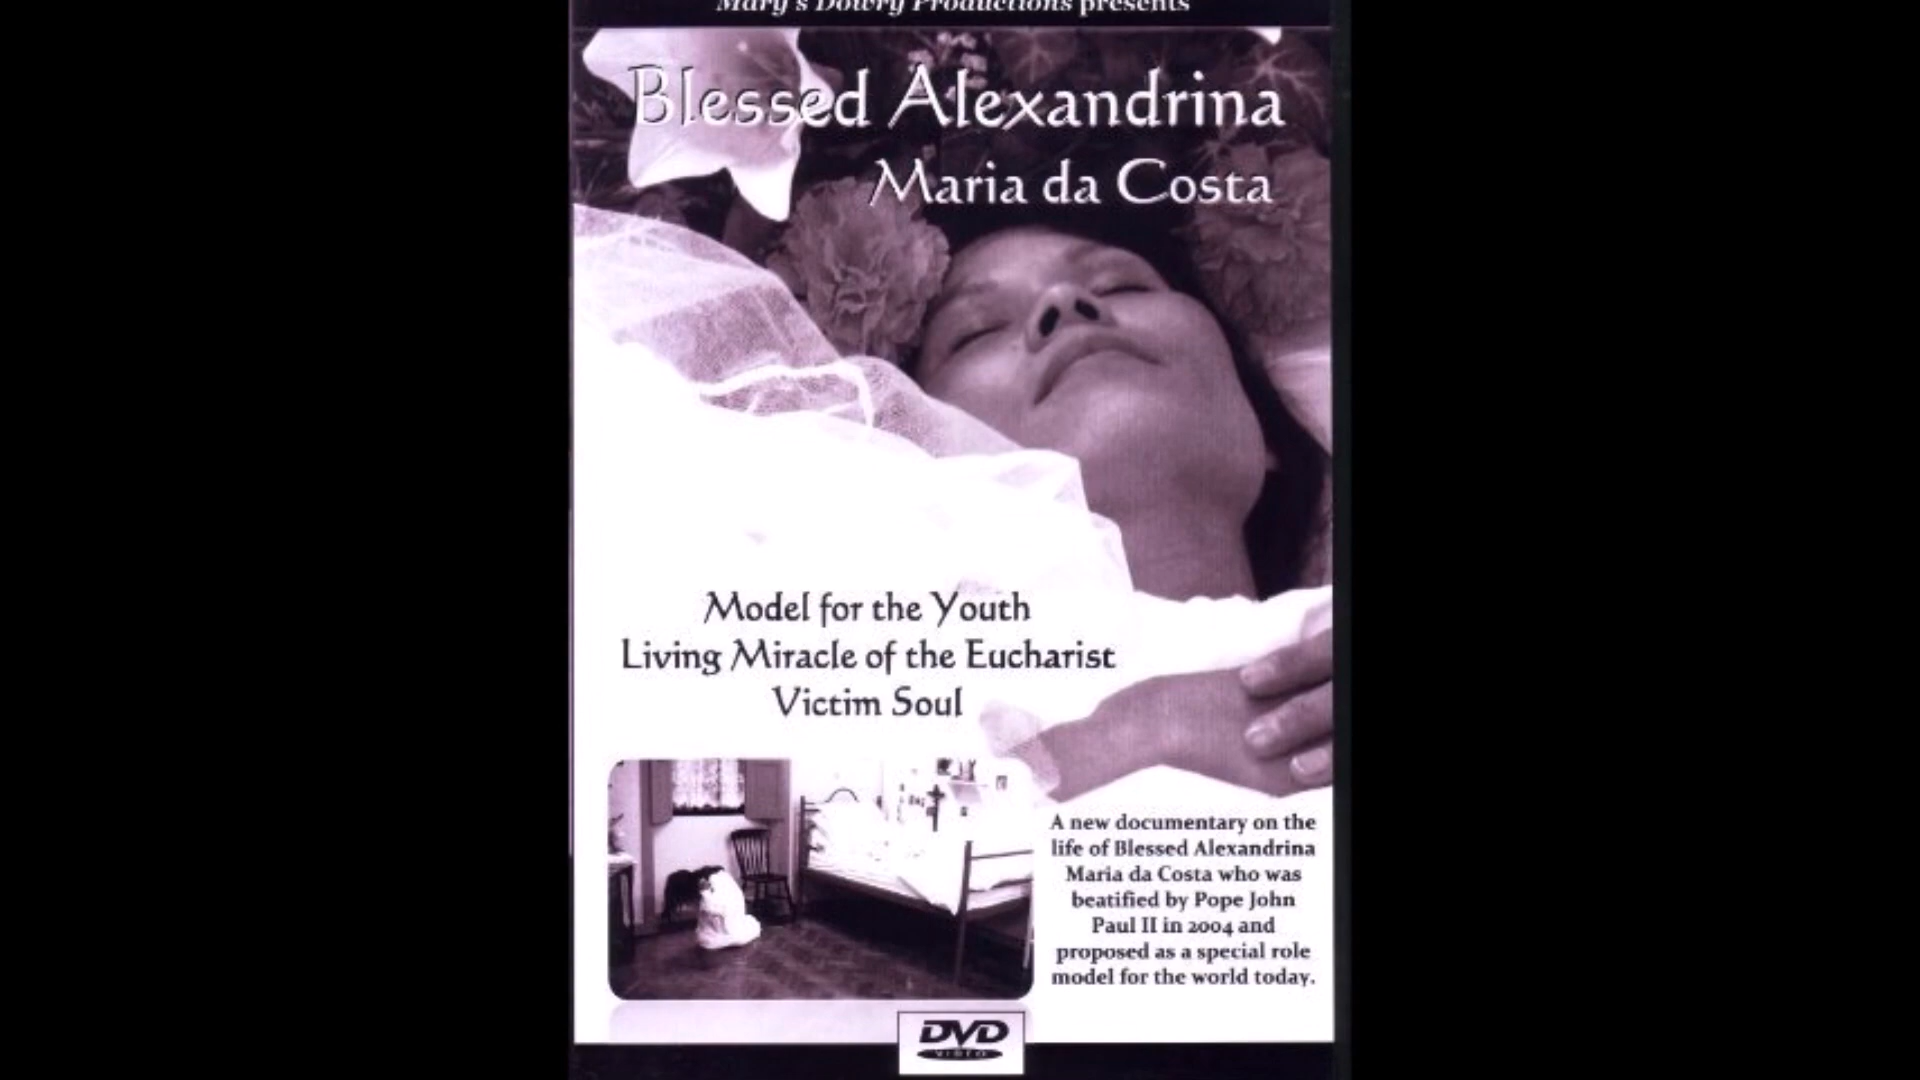 Mary's Dowry Productions presents
Blessed Alexandrina
Maria da Costa
Model for the Youth
Living Miracle of the Eucharist
Victim Soul
A new documentary on the
life of Blessed Alexandrina
Maria da Costa who was
beatified by Pope John
Paul II in 2004 and
proposed as a special role
model for the world today.
DVD
VIDEO